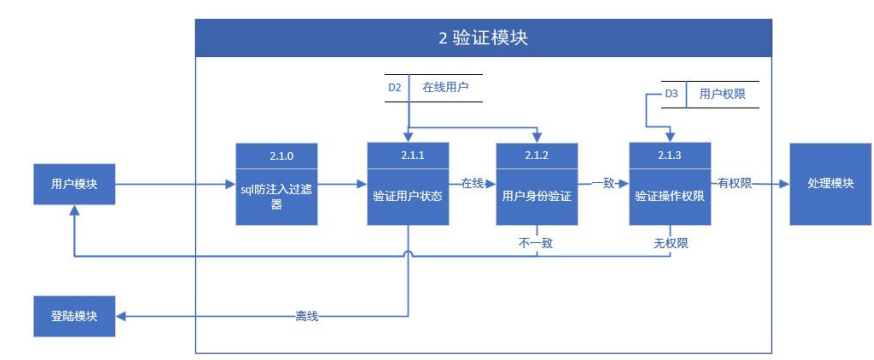 2 验证模块
D2 在线用户
D3 用户权限
2.1.0
2.1.1
2.1.2
2.1.3
用户模块
sql防注入过滤
器
验证用户状态
在线
用户身份验证
一致
验证操作权限
有权限
处理模块
不一致
无权限
登陆模块
离线